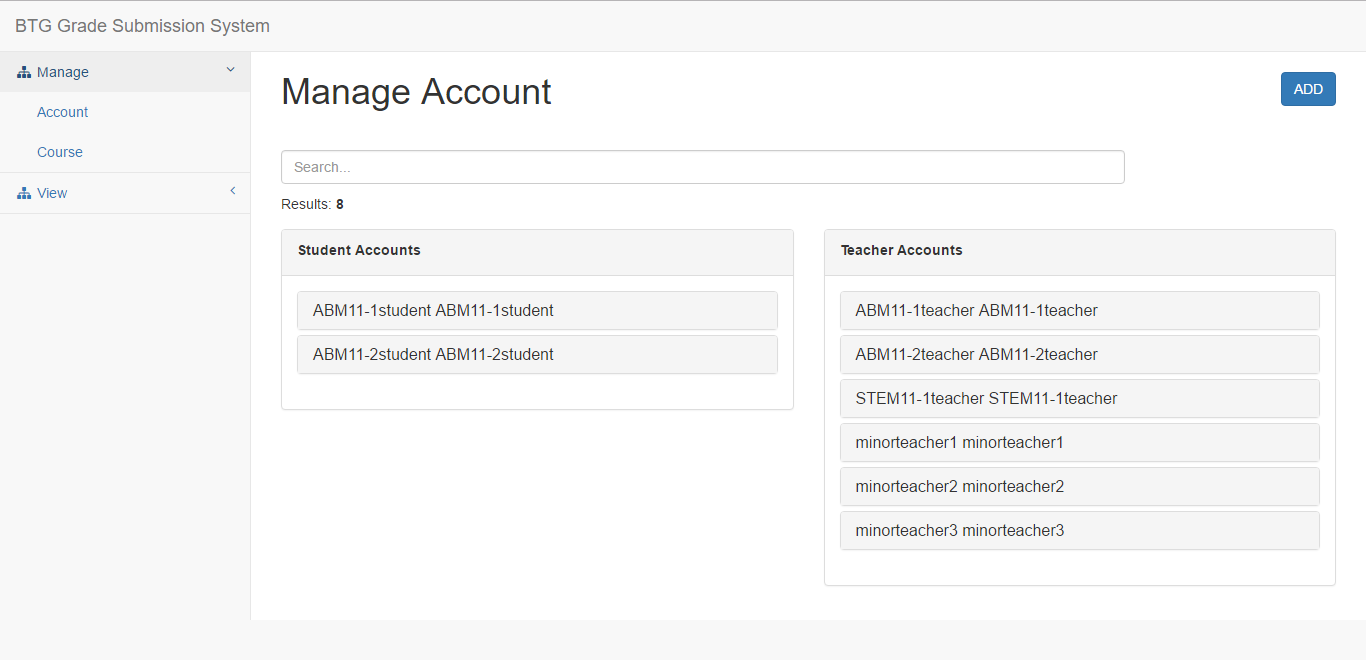 BTG Grade Submission System
Manage
Account
Course
View
Manage Account
ADD
Search...
Results: 8
Student Accounts
ABM11-1student ABM11-1student
ABM11-2student ABM11-2student
Teacher Accounts
ABM11-1teacher ABM11-1teacher
ABM11-2teacher ABM11-2teacher
STEM11-1teacher STEM11-1teacher
minorteacher1 minorteacher1
minorteacher2 minorteacher2
minorteacher3 minorteacher3